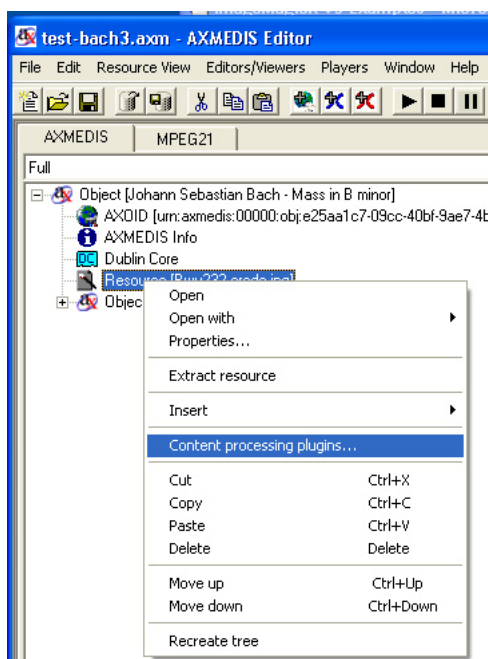 test-bach3.axm - AXMEDIS Editor
File Edit Resource View Editors/Viewers Players Window Help
AXMEDIS MPEG21
Full
Object [Johann Sebastian Bach - Mass in B minor]
AXOID [urn:axmedis:00000:obj:e25aa1c7-09cc-40bf-9ae7-4b
AXMEDIS Info
Dublin Core
Resource
Objec
Open
Open with
Properties...
Extract resource
Insert
Content processing plugins...
Cut Ctrl+X
Copy Ctrl+C
Paste Ctrl+V
Delete Delete
Move up Ctrl+Up
Move down Ctrl+Down
Recreate tree